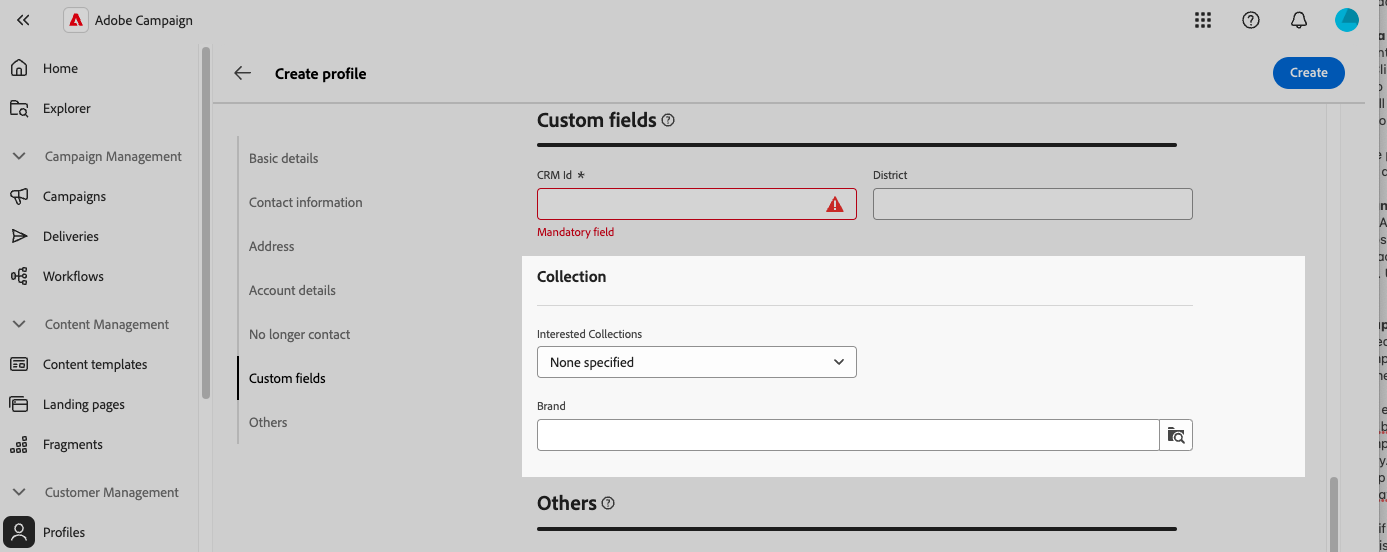 Adobe Campaign
Home
Explorer
Campaign Management
Campaigns
Deliveries
Workflows
Content Management
Content templates
Landing pages
Fragments
Customer Management
Profiles
Create profile
Create
Basic details
Contact information
Address
Account details
No longer contact
Custom fields
Others
Custom fields
CRM Id *
District
Mandatory field
Collection
Interested Collections
None specified
Brand
Others